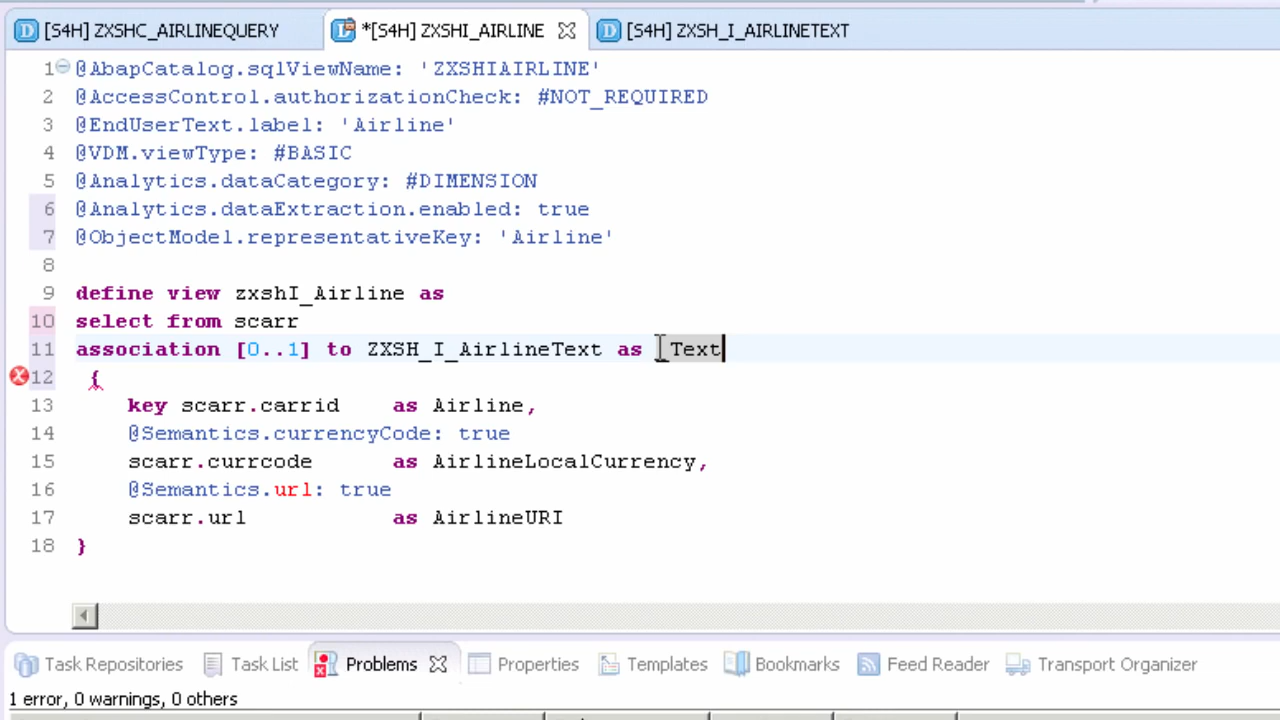 [S4H] ZXSHC_AIRLINEQUERY
*[S4H] ZXSHI_AIRLINE
[S4H] ZXSH_I_AIRLINETEXT
1 @AbapCatalog.sqlViewName: 'ZXSHIAIRLINE'
2 @AccessControl.authorizationCheck: #NOT_REQUIRED
3 @EndUserText.label: 'Airline'
4 @VDM.viewType: #BASIC
5 @Analytics.dataCategory: #DIMENSION
6 @Analytics.dataExtraction.enabled: true
7 @ObjectModel.representativeKey: 'Airline'
8
9 define view zxshI_Airline as
10 select from scarr
11 association [0..1] to ZXSH_I_AirlineText as _Text
12 {
13 key scarr.carrid as Airline,
14 @Semantics.currencyCode: true
15 scarr.currcode as AirlineLocalCurrency,
16 @Semantics.url: true
17 scarr.url as AirlineURI
18 }
Task Repositories Task List Problems Properties Templates Bookmarks Feed Reader Transport Organizer
1 error, 0 warnings, 0 others